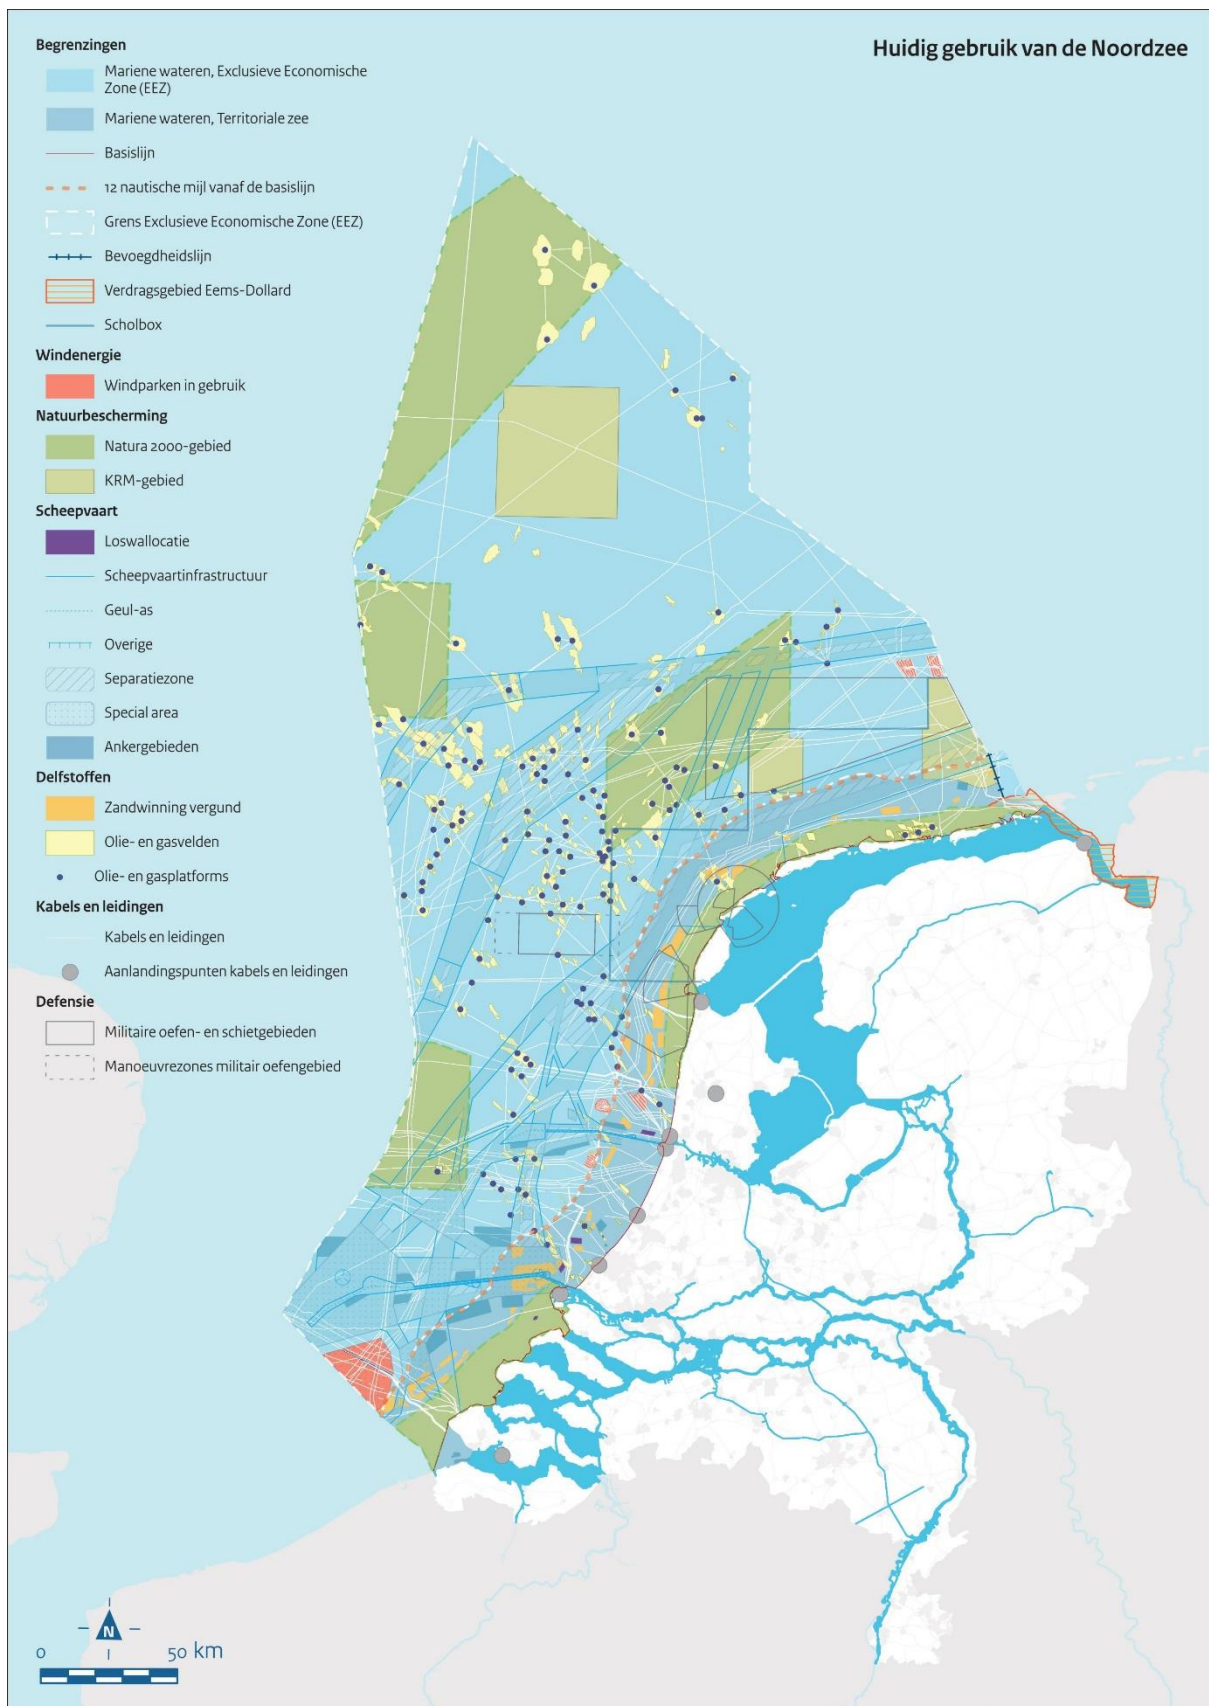 Huidig gebruik van de Noordzee
Begrenzingen
Mariene wateren, Exclusieve Economische
Zone (EEZ)
Mariene wateren, Territoriale zee
Basislijn
12 nautische mijl vanaf de basislijn
Grens Exclusieve Economische Zone (EEZ)
Bevoegdheidslijn
Verdragsgebied Eems-Dollard
Scholbox
Windenergie
Windparken in gebruik
Natuurbescherming
Natura 2000-gebied
KRM-gebied
Scheepvaart
Loswallocatie
Scheepvaartinfrastructuur
Geul-as
Overige
Separatiezone
Special area
Ankergebieden
Delfstoffen
Zandwinning vergund
Olie- en gasvelden
Olie- en gasplatforms
Kabels en leidingen
Kabels en leidingen
Aanlandingspunten kabels en leidingen
Defensie
Militaire oefen- en schietgebieden
Manoeuvrezones militair oefengebied
N
0 50 km